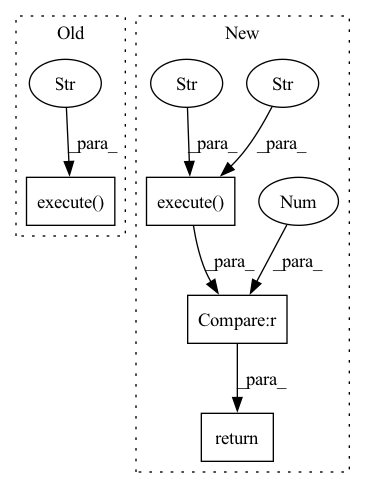 Old
New
Str
Str
Str
_para_
_para_
_para_
execute()
execute()
Num
_para_
_para_
Compare:r
_para_
return